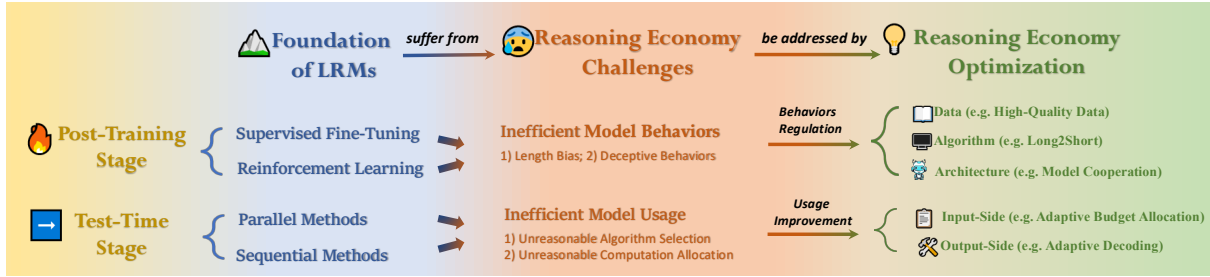 Foundation
of LRMs
suffer from
Reasoning Economy
Challenges
be addressed by
Reasoning Economy
Optimization
Post-Training
Stage
Supervised Fine-Tuning
Reinforcement Learning
Inefficient Model Behaviors
1) Length Bias; 2) Deceptive Behaviors
Behaviors
Regulation
Data (e.g. High-Quality Data)
Algorithm (e.g. Long2Short)
Architecture (e.g. Model Cooperation)
Test-Time
Stage
Parallel Methods
Sequential Methods
Inefficient Model Usage
1) Unreasonable Algorithm Selection
2) Unreasonable Computation Allocation
Usage
Improvement
Input-Side (e.g. Adaptive Budget Allocation)
Output-Side (e.g. Adaptive Decoding)